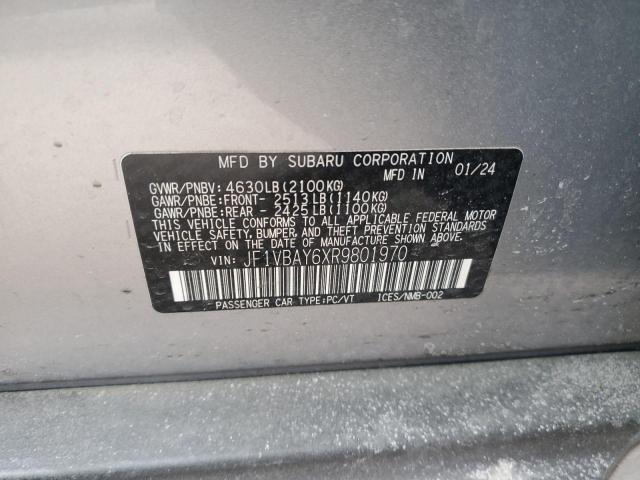 MFD BY SUBARU CORPORATION
MFD IN 01/24
GVWR/PNBV: 4630LB(2100KG)
GAWR/PNBE:FRONT- 2513LB(1140KG)
GAWR/PNBE:REAR - 2425LB(1100KG)
THIS VEHICLE CONFORMS TO ALL APPLICABLE FEDERAL MOTOR
VEHICLE SAFETY, BUMPER, AND THEFT PREVENTION STANDARDS
IN EFFECT ON THE DATE OF MANUFACTURE SHOWN ABOVE.
VIN: JF1VBAY6XR9801970
PASSENGER CAR TYPE:PC/VT ICES/NMB-002